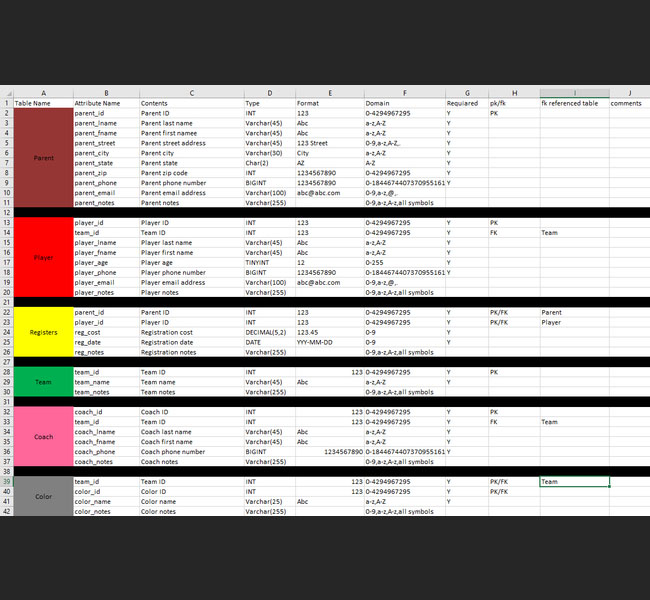 A B C D E F G H I J
1 Table Name Attribute Name Contents Type Format Domain Requiared pk/fk fk referenced table comments
2 parent_id Parent ID INT 123 0-4294967295 Y PK
3 parent_lname Parent last name Varchar(45) Abc a-z,A-Z Y
4 parent_fname Parent first namee Varchar(45) Abc a-z,A-Z Y
5 parent_street Parent street address Varchar(45) 123 Street 0-9,a-z,A-Z,. Y
6 parent_city Parent city Varchar(30) City a-z,A-Z Y
7 Parent parent_state Parent state Char(2) AZ A-Z Y
8 parent_zip Parent zip code INT 1234567890 0-4294967295 Y
9 parent_phone Parent phone number BIGINT 1234567890 0-1844674407370955161 Y
10 parent_email Parent email address Varchar(100) abc@abc.com 0-9,a-z,@,.
11 parent_notes Parent notes Varchar(255) 0-9,a-z,A-z,all symbols
12
13 player_id Player ID INT 123 0-4294967295 Y PK
14 team_id Team ID INT 123 0-4294967295 Y FK Team
15 player_lname Player last name Varchar(45) Abc a-z,A-Z Y
16 player_fname Player first name Varchar(45) Abc a-z,A-Z Y
17 Player player_age Player age TINYINT 12 0-255 Y
18 player_phone Player phone number BIGINT 1234567890 0-1844674407370955161 Y
19 player_email Player email address Varchar(100) abc@abc.com 0-9,a-z,@,.
20 player_notes Player notes Varchar(255) 0-9,a-z,A-z,all symbols
21
22 parent_id Parent ID INT 123 0-4294967295 Y PK/FK Parent
23 player_id Player ID INT 123 0-4294967295 Y PK/FK Player
24 Registers reg_cost Registration cost DECIMAL(5,2) 123.45 0-9 Y
25 reg_date Registration date DATE YYY-MM-DD 0-9 Y
26 reg_notes Registration notes Varchar(255) 0-9,a-z,A-z,all symbols
27
28 team_id Team ID INT 123 0-4294967295 Y PK
29 Team team_name Team name Varchar(45) Abc a-z,A-Z Y
30 team_notes Team notes Varchar(255) 0-9,a-z,A-z,all symbols
31
32 coach_id Coach ID INT 123 0-4294967295 Y PK
33 team_id Team ID INT 123 0-4294967295 Y FK Team
34 Coach coach_lname Coach last name Varchar(45) Abc a-z,A-Z Y
35 coach_fname Coach first name Varchar(45) Abc a-z,A-Z Y
36 coach_phone Coach phone number BIGINT 1234567890 0-1844674407370955161 Y
37 coach_notes Coach notes Varchar(255) 0-9,a-z,A-z,all symbols
38
39 team_id Team ID INT 123 0-4294967295 Y PK/FK Team
40 Color color_id Color ID INT 123 0-4294967295 Y PK/FK
41 color_name Color name Varchar(25) Abc a-z,A-Z Y
42 color_notes Color notes Varchar(255) 0-9,a-z,A-z,all symbols